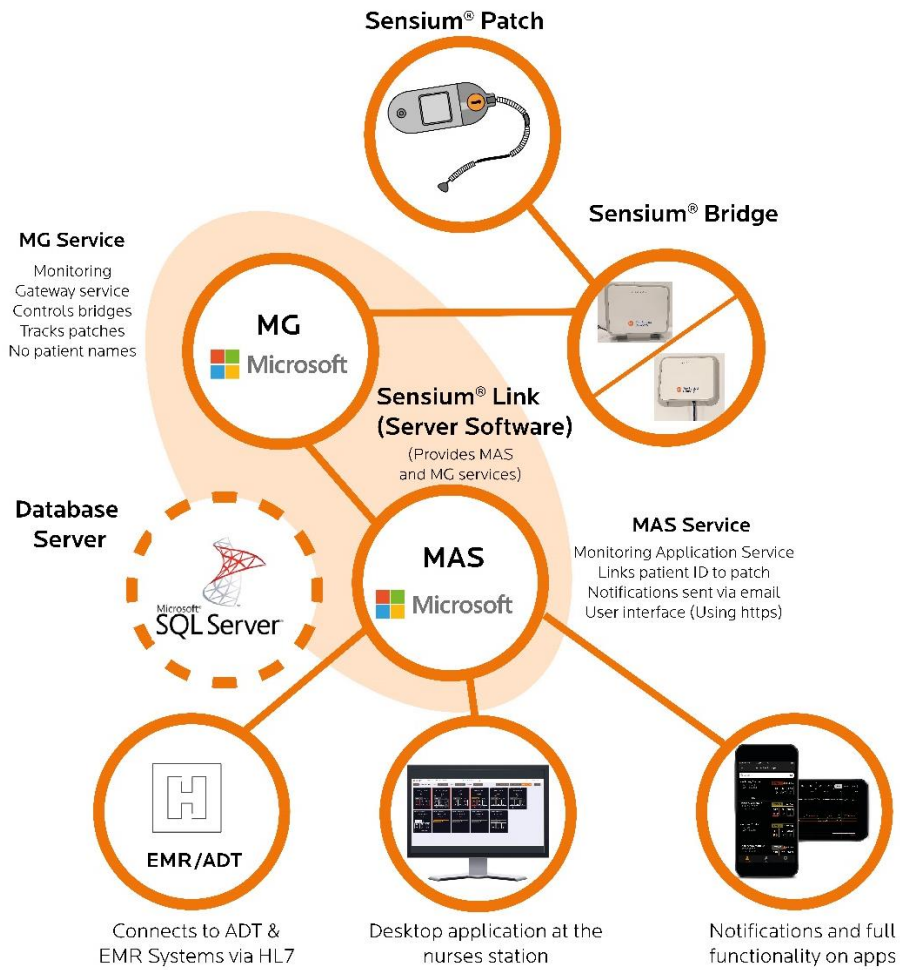 Sensium® Patch
Sensium® Bridge
MG Service
Monitoring
Gateway service
Controls bridges
Tracks patches
No patient names
MG
Microsoft
Sensium® Link
(Server Software)
(Provides MAS
and MG services)
Database
Server
Microsoft®
SQL Server
MAS
Microsoft
MAS Service
Monitoring Application Service
Links patient ID to patch
Notifications sent via email
User interface (Using https)
H
EMR/ADT
Connects to ADT &
EMR Systems via HL7
Desktop application at the
nurses station
Notifications and full
functionality on apps